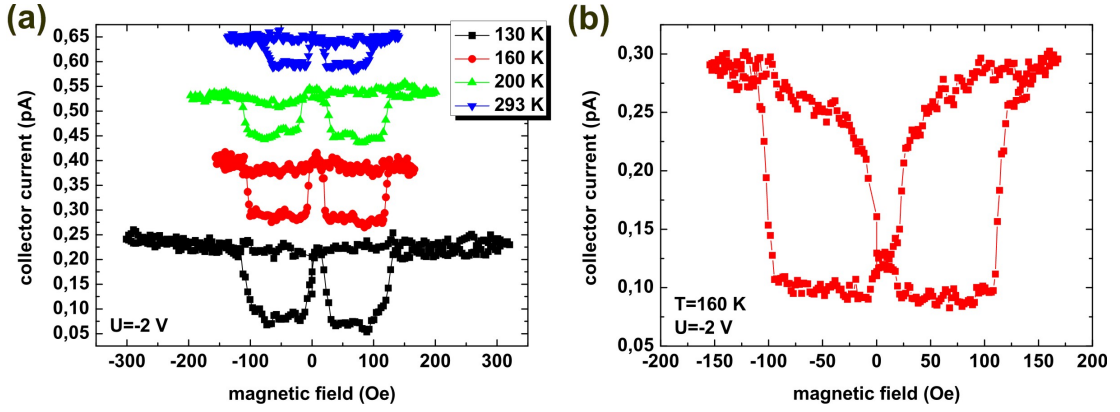 (a)
0,65
0,60
0,55
0,50
0,45
0,40
0,35
0,30
0,25
0,20
0,15
0,10
0,05
collector current (pA)
130 K
160 K
200 K
293 K
U=-2 V
-300 -200 -100 0 100 200 300
magnetic field (Oe)
(b)
0,30
0,25
0,20
0,15
0,10
0,05
collector current (pA)
T=160 K
U=-2 V
-200 -150 -100 -50 0 50 100 150 200
magnetic field (Oe)